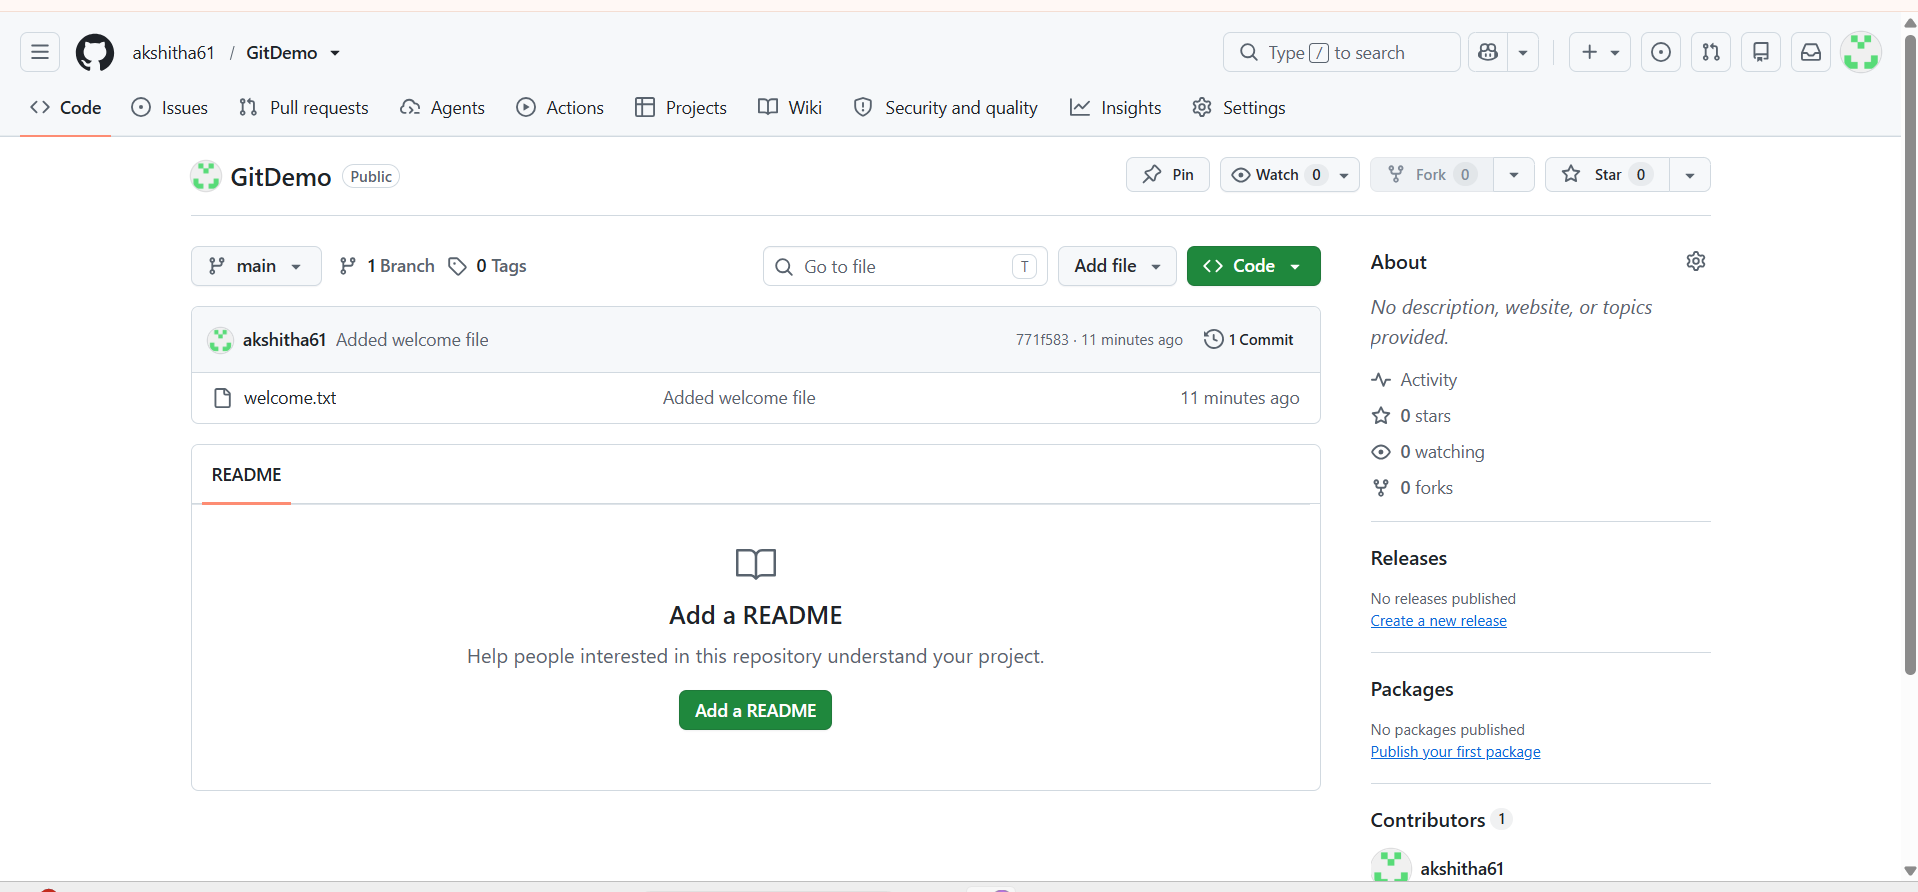 akshitha61 / GitDemo
Type / to search
Code Issues Pull requests Agents Actions Projects Wiki Security and quality Insights Settings
GitDemo Public
Pin Watch 0 Fork 0 Star 0
main 1 Branch 0 Tags Go to file T Add file Code
akshitha61 Added welcome file 771f583 · 11 minutes ago 1 Commit
welcome.txt Added welcome file 11 minutes ago
README
Add a README
Help people interested in this repository understand your project.
Add a README
About
No description, website, or topics
provided.
Activity
0 stars
0 watching
0 forks
Releases
No releases published
Create a new release
Packages
No packages published
Publish your first package
Contributors 1
akshitha61